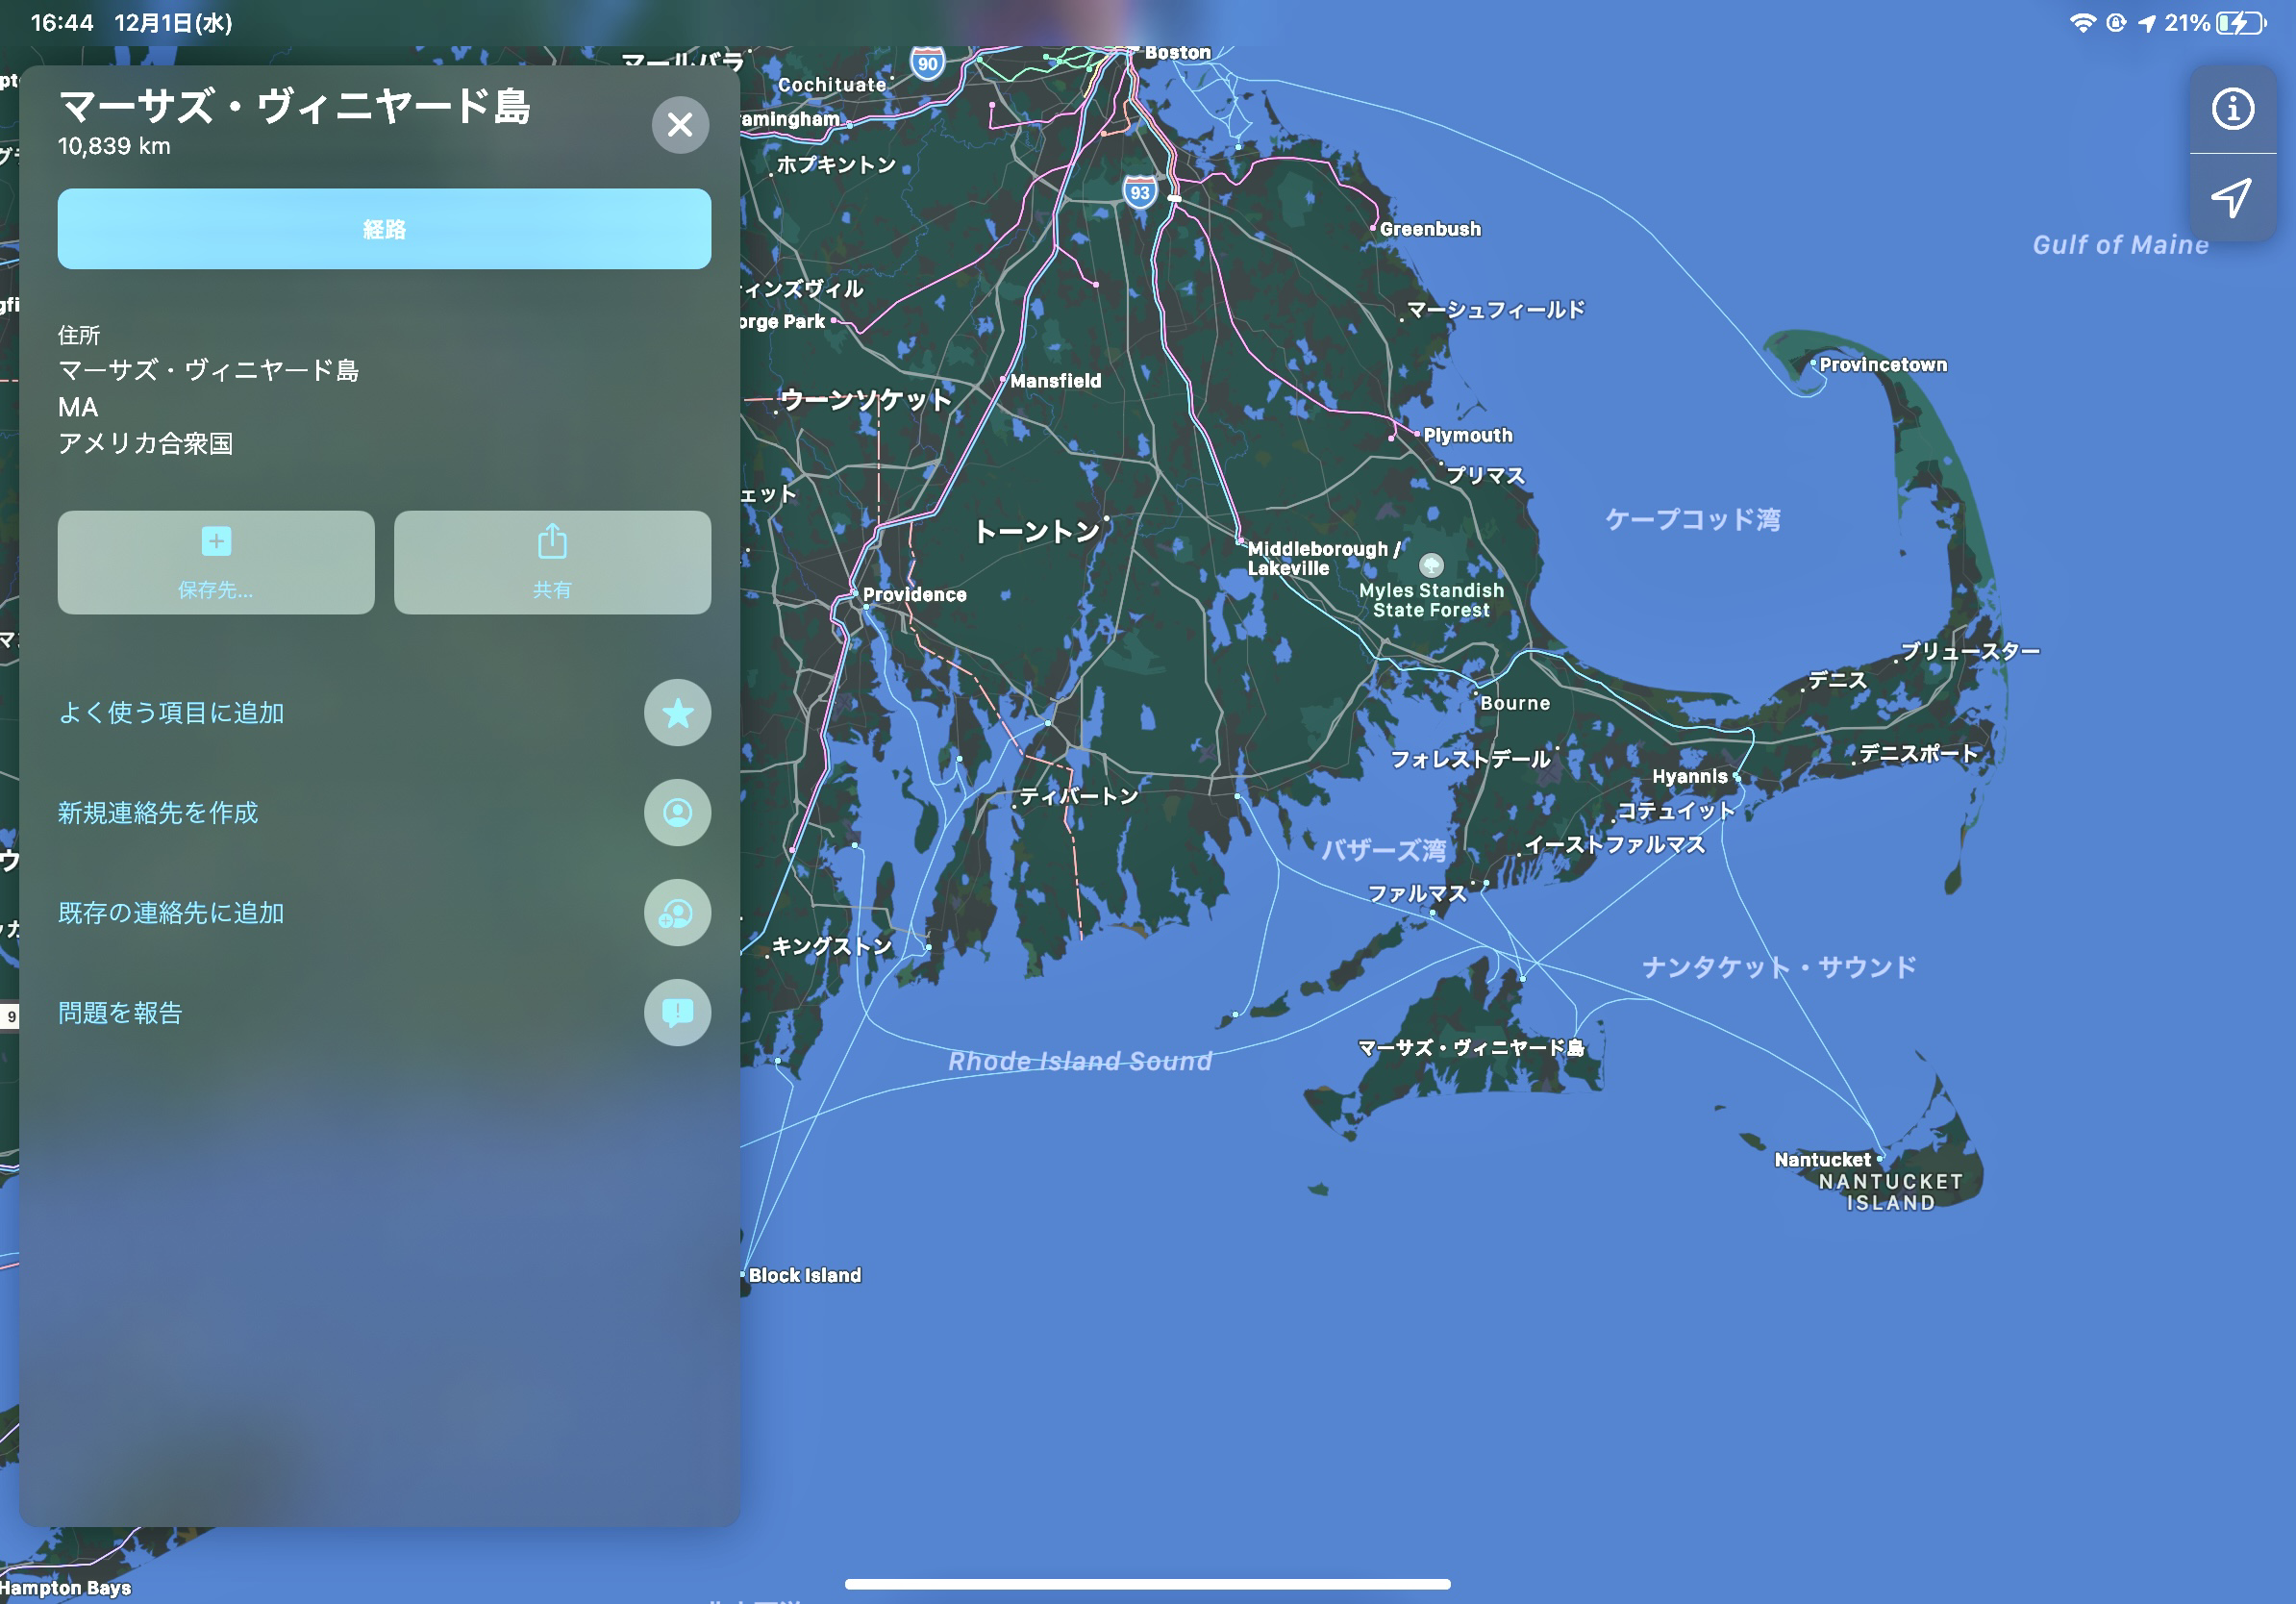 16:44 12月1日(水)
21%
マーサズ・ヴィニヤード島
10,839 km
経路
住所
マーサズ・ヴィニヤード島
MA
アメリカ合衆国
保存先...
共有
よく使う項目に追加
新規連絡先を作成
既存の連絡先に追加
問題を報告
マールバラ
90
Boston
Cochituate
amingham
ホプキントン
93
Greenbush
Gulf of Maine
ィンズヴィル
orge Park
マーシュフィールド
Provincetown
Mansfield
ウーンソケット
Plymouth
プリマス
ェット
トーントン
ケープコッド湾
Middleborough /
Lakeville
Myles Standish
State Forest
Providence
ブリュースター
デニス
Bourne
フォレストデール
デニスポート
Hyannis
ティバートン
コテュイット
バザーズ湾
イーストファルマス
ファルマス
キングストン
ナンタケット・サウンド
9
マーサズ・ヴィニヤード島
Rhode Island Sound
Nantucket
NANTUCKET
ISLAND
Block Island
Hampton Bays